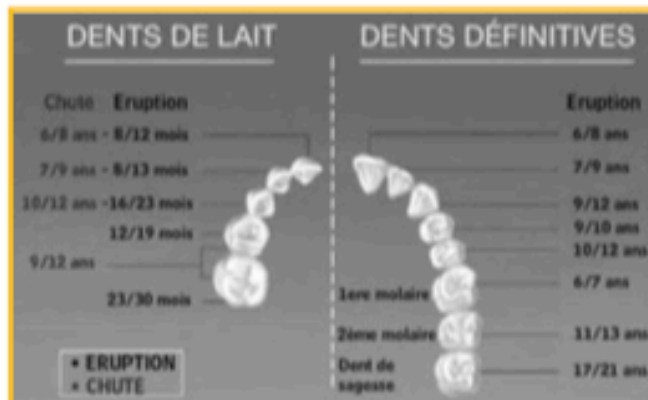 DENTS DE LAIT
Chute Eruption
6/8 ans - 8/12 mois
7/9 ans - 8/13 mois
10/12 ans -16/23 mois
12/19 mois
9/12 ans
23/30 mois
• ERUPTION
• CHUTE
DENTS DÉFINITIVES
Eruption
6/8 ans
7/9 ans
9/12 ans
9/10 ans
10/12 ans
6/7 ans
1ere molaire
2ème molaire
11/13 ans
Dent de
sagesse
17/21 ans